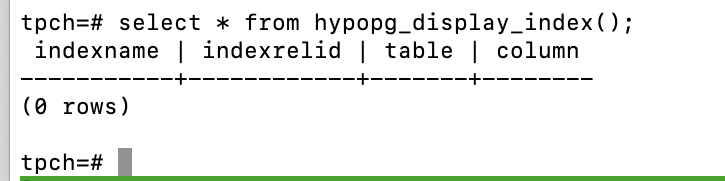 tpch=# select * from hypopg_display_index();
 indexname | indexrelid | table | column
-----------+------------+-------+--------
(0 rows)
tpch=#